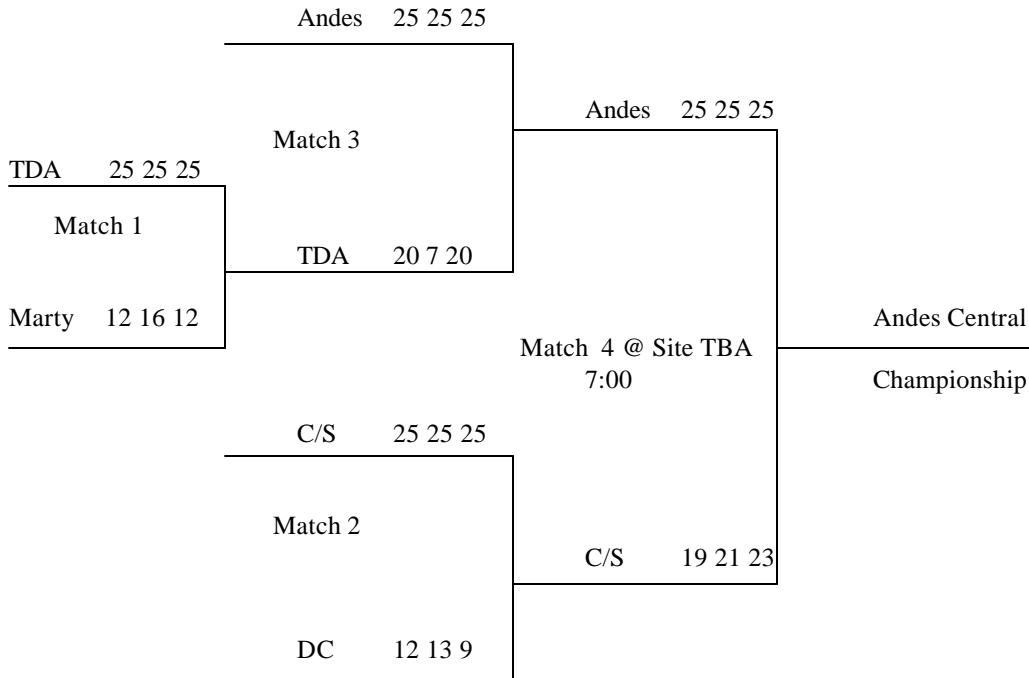 Andes 25 25 25
Andes 25 25 25
Match 3
TDA 25 25 25
Match 1
TDA 20 7 20
Marty 12 16 12
Andes Central
Match 4 @ Site TBA
7:00
Championship
C/S 25 25 25
Match 2
C/S 19 21 23
DC 12 13 9